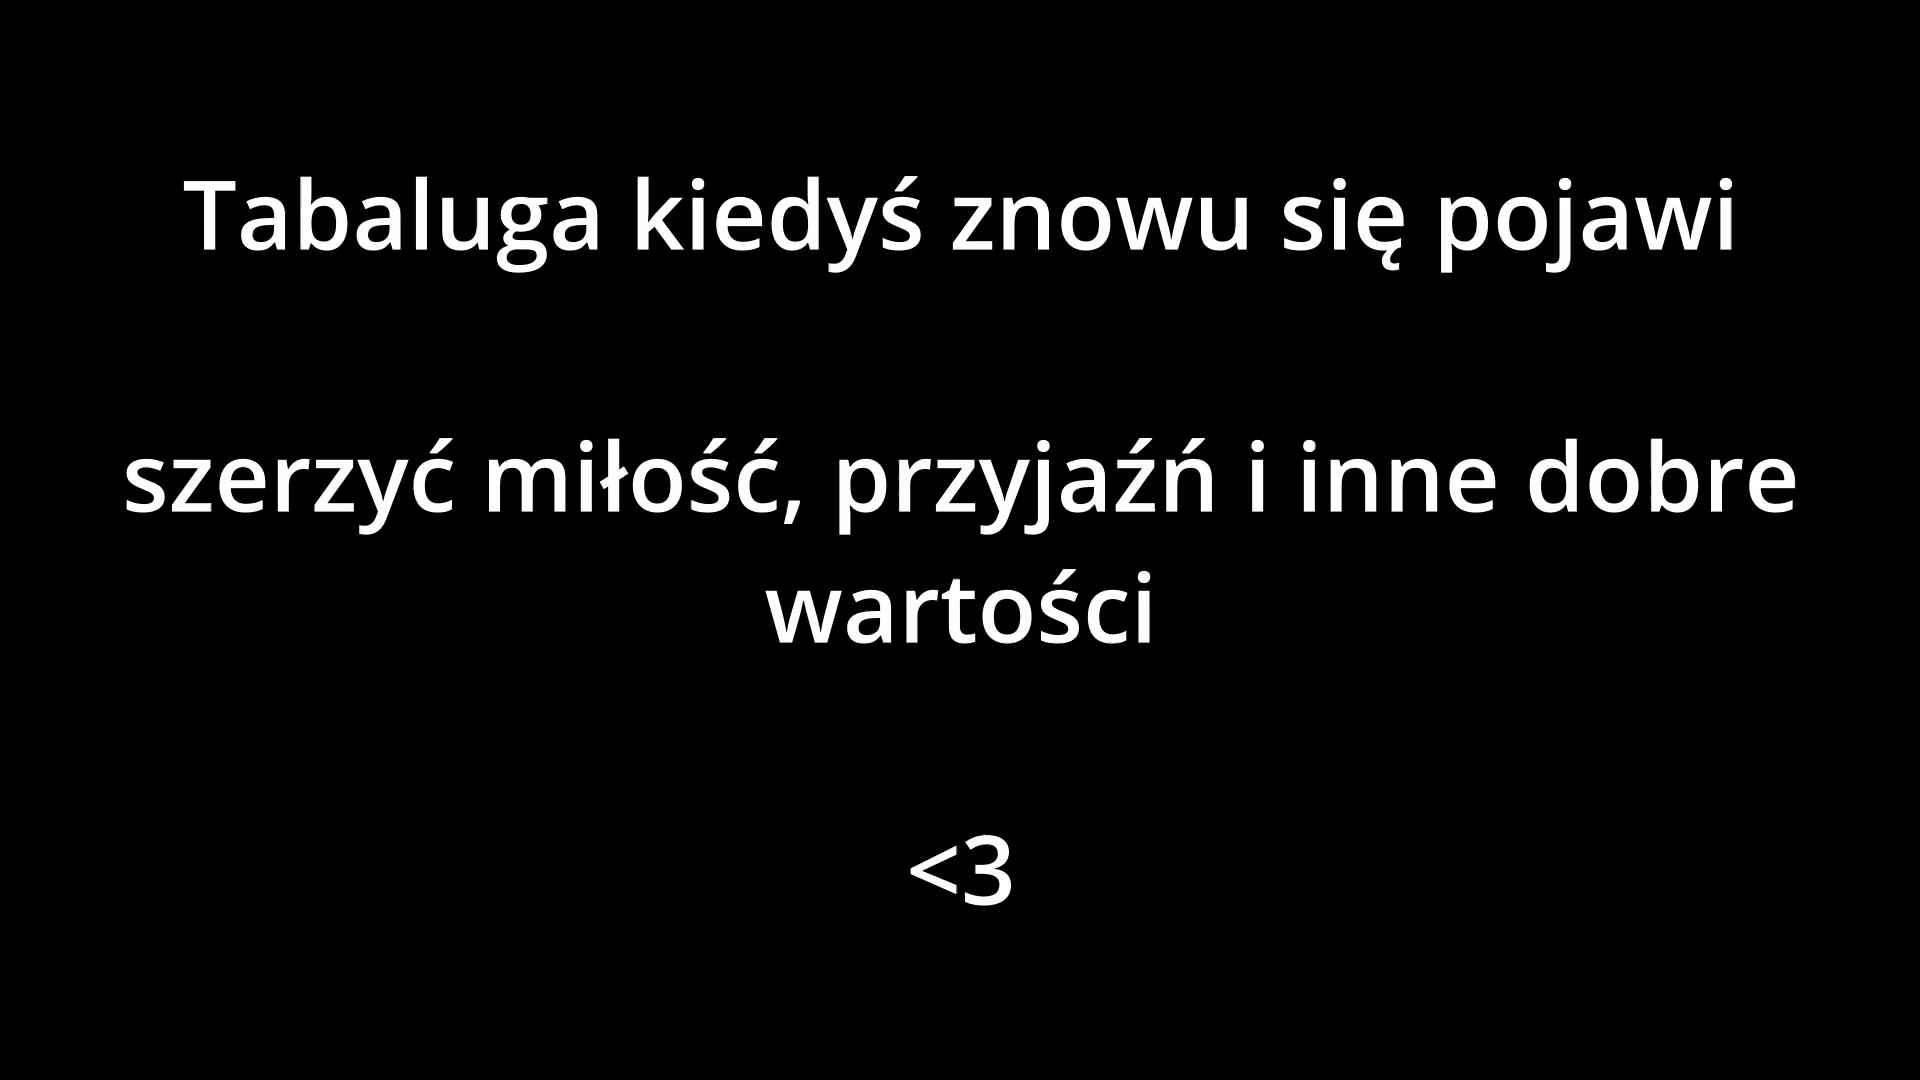 Tabaluga kiedyś znowu się pojawi
szerzyć miłość, przyjaźń i inne dobre
wartości
<3